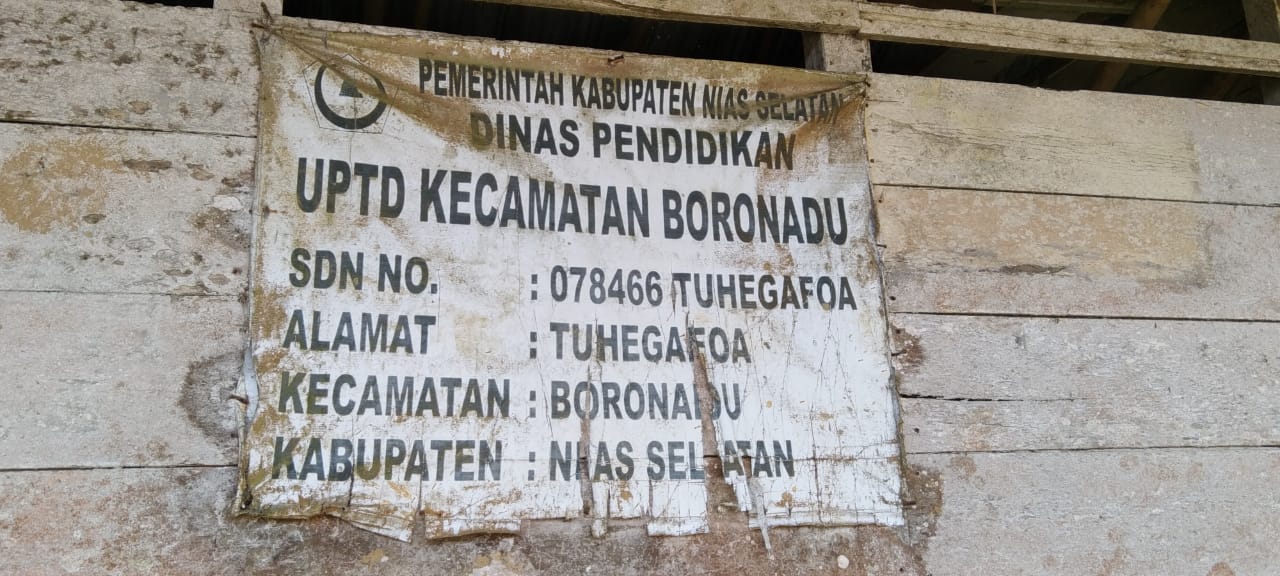 PEMERINTAH KABUPATEN NIAS SELATAN
DINAS PENDIDIKAN
UPTD KECAMATAN BORONADU
SDN NO. : 078466 TUHEGAFOA
ALAMAT : TUHEGAFOA
KECAMATAN : BORONADU
KABUPATEN : NIAS SELATAN